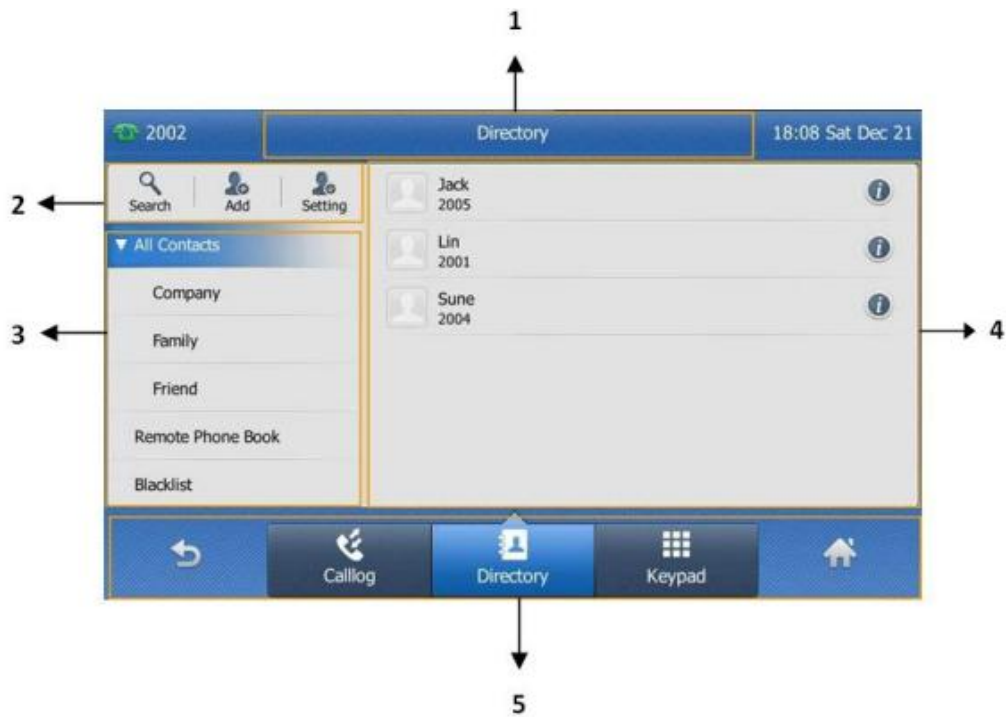 1
2002
Directory
18:08 Sat Dec 21
2
Search
Add
Setting
Jack
2005
All Contacts
Lin
2001
Company
Sune
2004
3
4
Family
Friend
Remote Phone Book
Blacklist
Calllog
Directory
Keypad
5